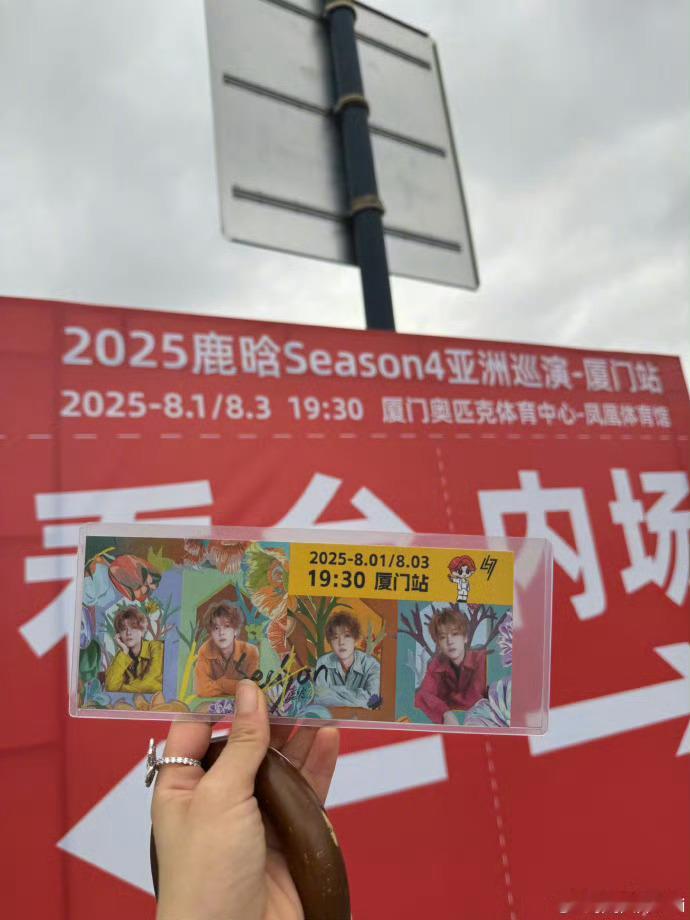 2025鹿晗Season4亚洲巡演-厦门站
2025-8.1/8.3 19:30 厦门奥匹克体育中心-凤凰体育馆
看台 内场
2025-8.01/8.03
19:30 厦门站